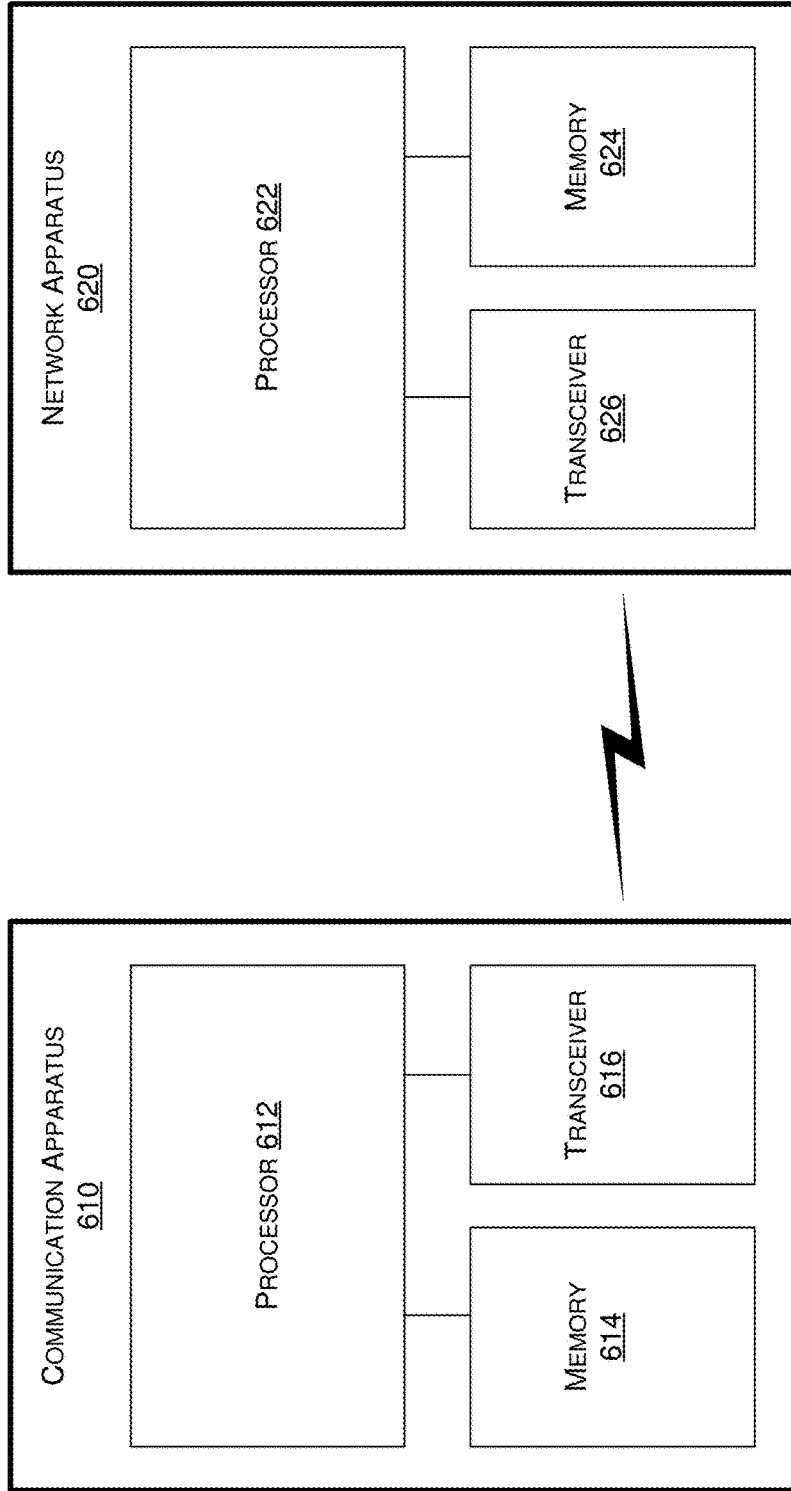 COMMUNICATION APPARATUS
610
PROCESSOR 612
MEMORY
614
TRANSCEIVER
616
NETWORK APPARATUS
620
PROCESSOR 622
TRANSCEIVER
626
MEMORY
624